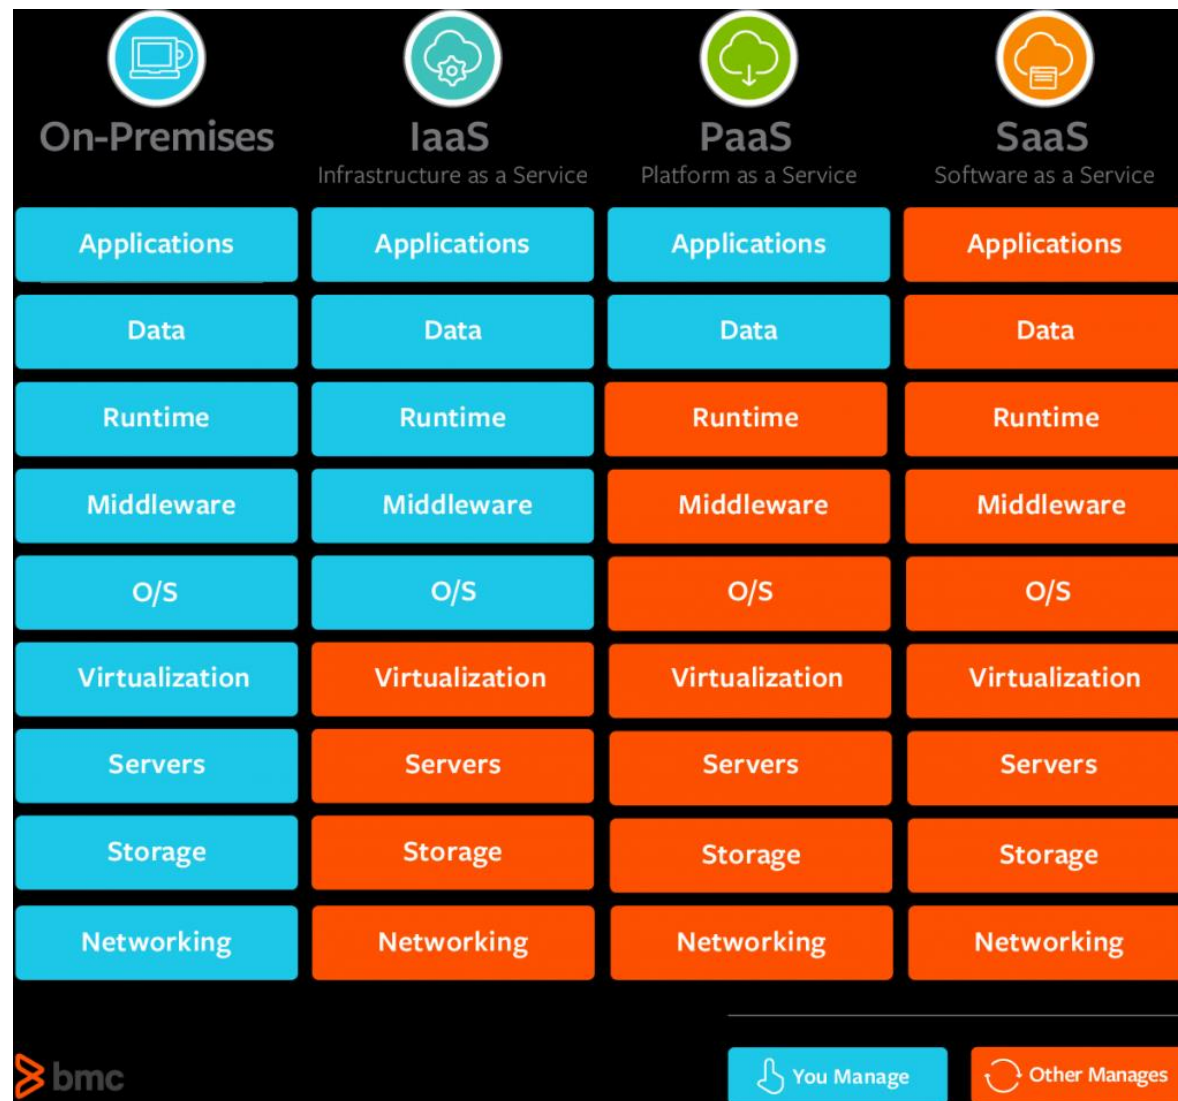 On-Premises
IaaS
Infrastructure as a Service
PaaS
Platform as a Service
SaaS
Software as a Service
Applications Applications Applications Applications
Data Data Data Data
Runtime Runtime Runtime Runtime
Middleware Middleware Middleware Middleware
O/S O/S O/S O/S
Virtualization Virtualization Virtualization Virtualization
Servers Servers Servers Servers
Storage Storage Storage Storage
Networking Networking Networking Networking
bmc
You Manage
Other Manages